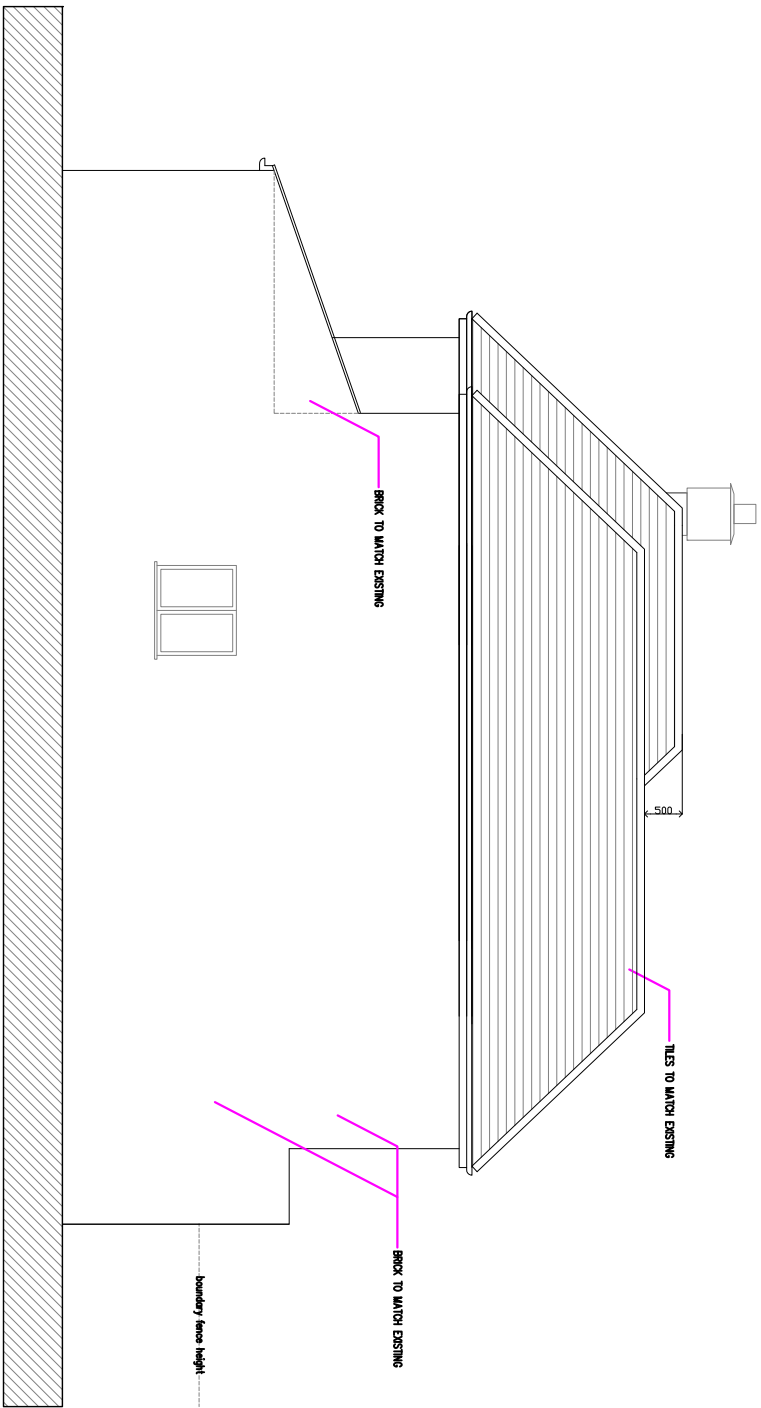 TILES TO MATCH EXISTING
500
BRICK TO MATCH EXISTING
BRICK TO MATCH EXISTING
boundary fence height